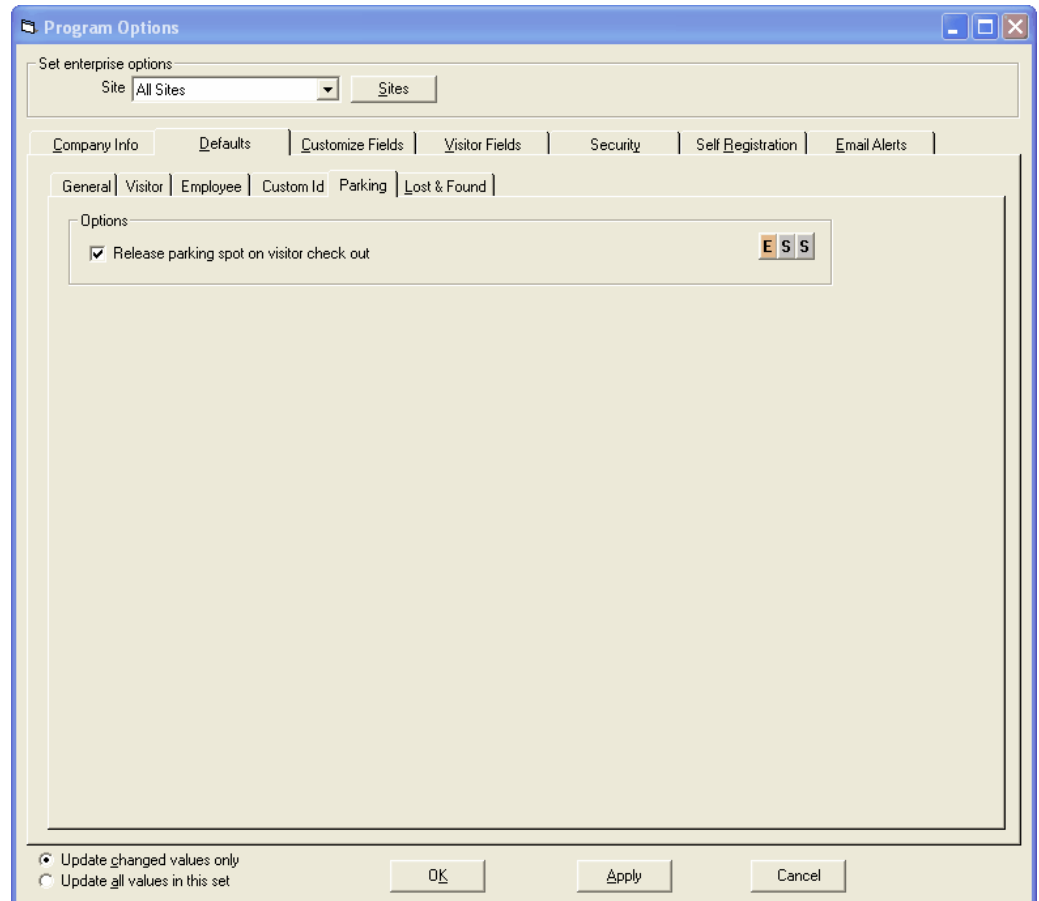 Program Options
Set enterprise options
Site All Sites Sites
Company Info Defaults Customize Fields Visitor Fields Security Self Registration Email Alerts
General Visitor Employee Custom Id Parking Lost & Found
Options
Release parking spot on visitor check out E S S
Update changed values only
Update all values in this set
OK Apply Cancel